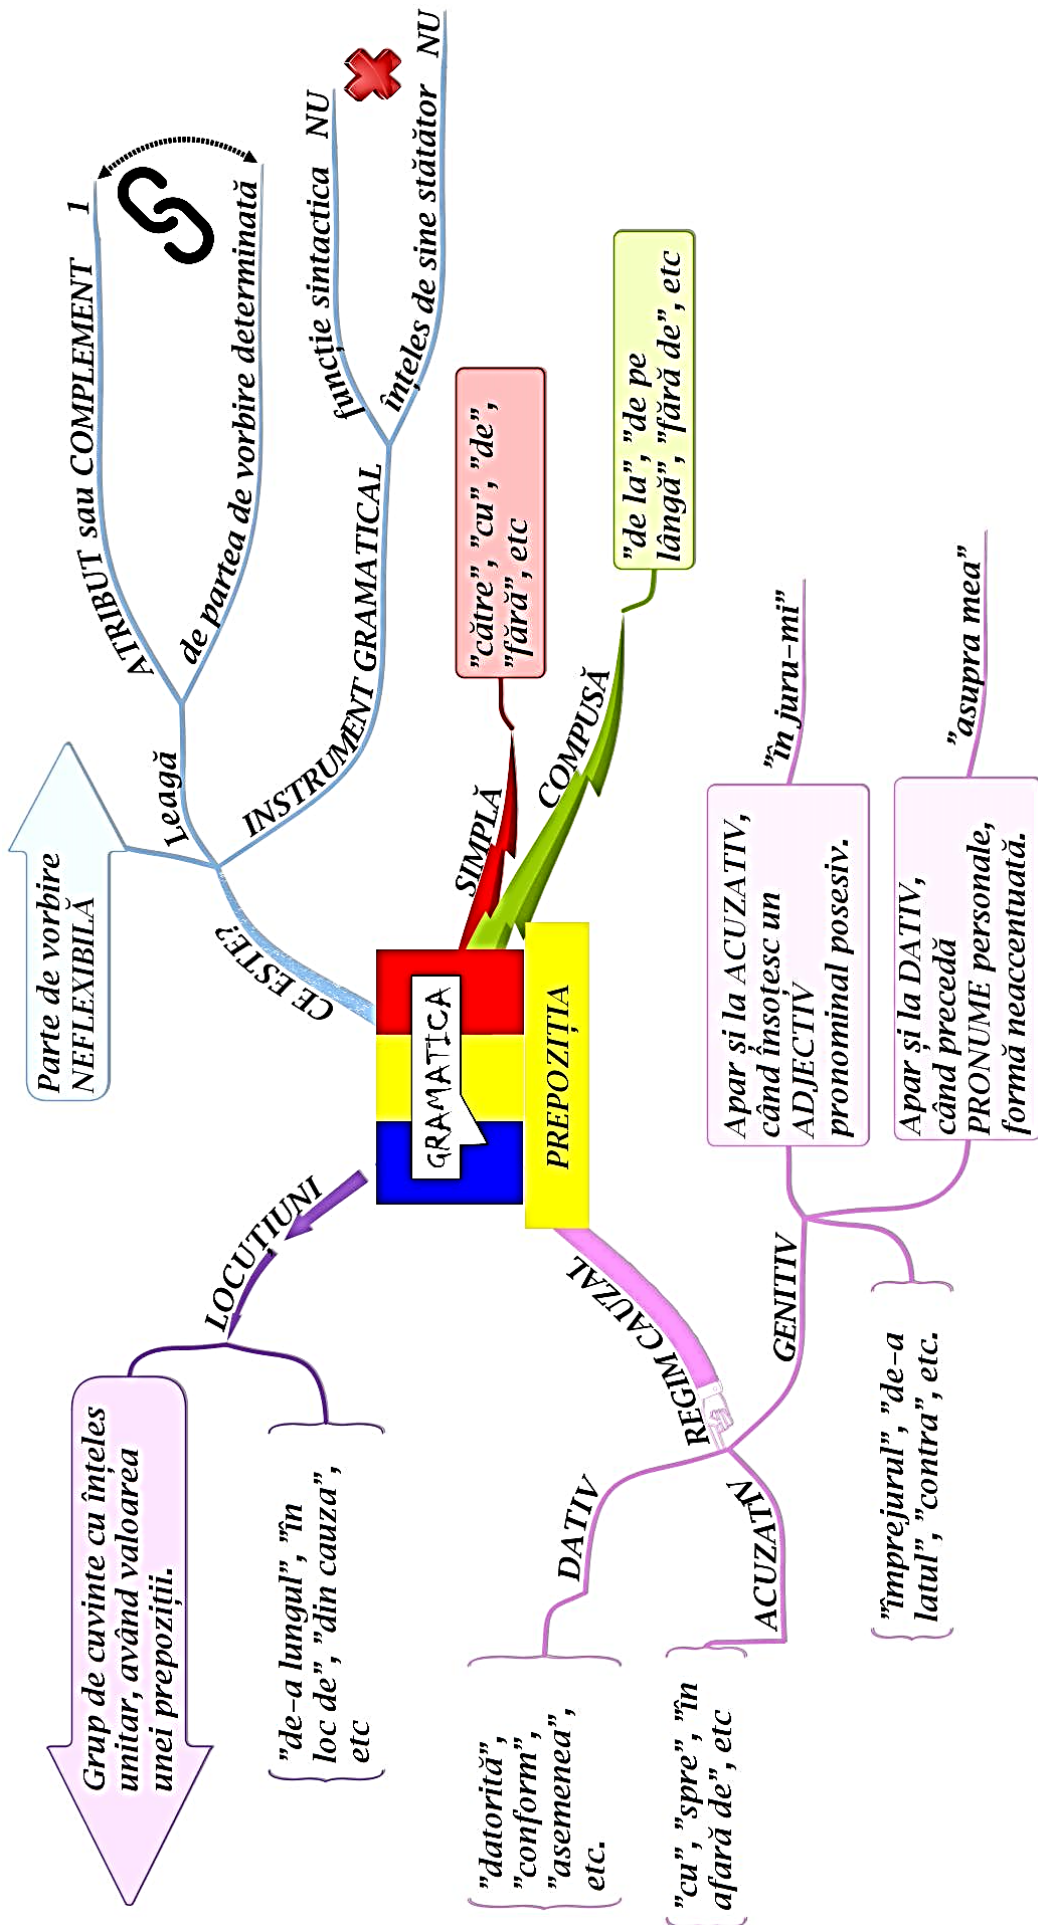 GRAMATICA
PREPOZIȚIA
CE ESTE?
Parte de vorbire
NEFLEXIBILĂ
Leagă
ATRIBUT sau COMPLEMENT 1
de partea de vorbire determinată
INSTRUMENT GRAMATICAL
funcție sintactica NU
înțeles de sine stătător NU
SIMPLĂ
"către", "cu", "de",
"fără", etc
COMPUSĂ
"de la", "de pe
lângă", "fără de", etc
REGIM CAUZAL
GENITIV
Apar și la ACUZATIV,
când însoțesc un
ADJECTIV
pronominal posesiv.
"în juru-mi"
Apar și la DATIV,
când precedă
PRONUME personale,
formă neaccentuată.
"asupra mea"
"împrejurul", "de-a
latul", "contra", etc.
ACUZATIV
"cu", "spre", "în
afară de", etc
DATIV
"datorită",
"conform",
"asemenea",
etc.
LOCUȚIUNI
"de-a lungul", "în
loc de", "din cauza",
etc
Grup de cuvinte cu înțeles
unitar, având valoarea
unei prepoziții.